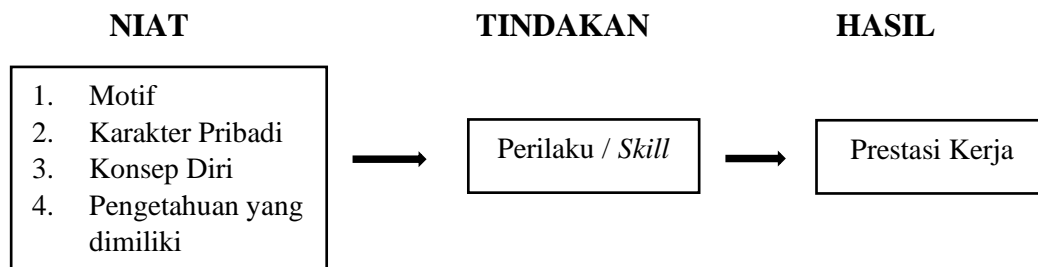 NIAT
TINDAKAN
HASIL
1. Motif
2. Karakter Pribadi
3. Konsep Diri
4. Pengetahuan yang
dimiliki
Perilaku / Skill
Prestasi Kerja